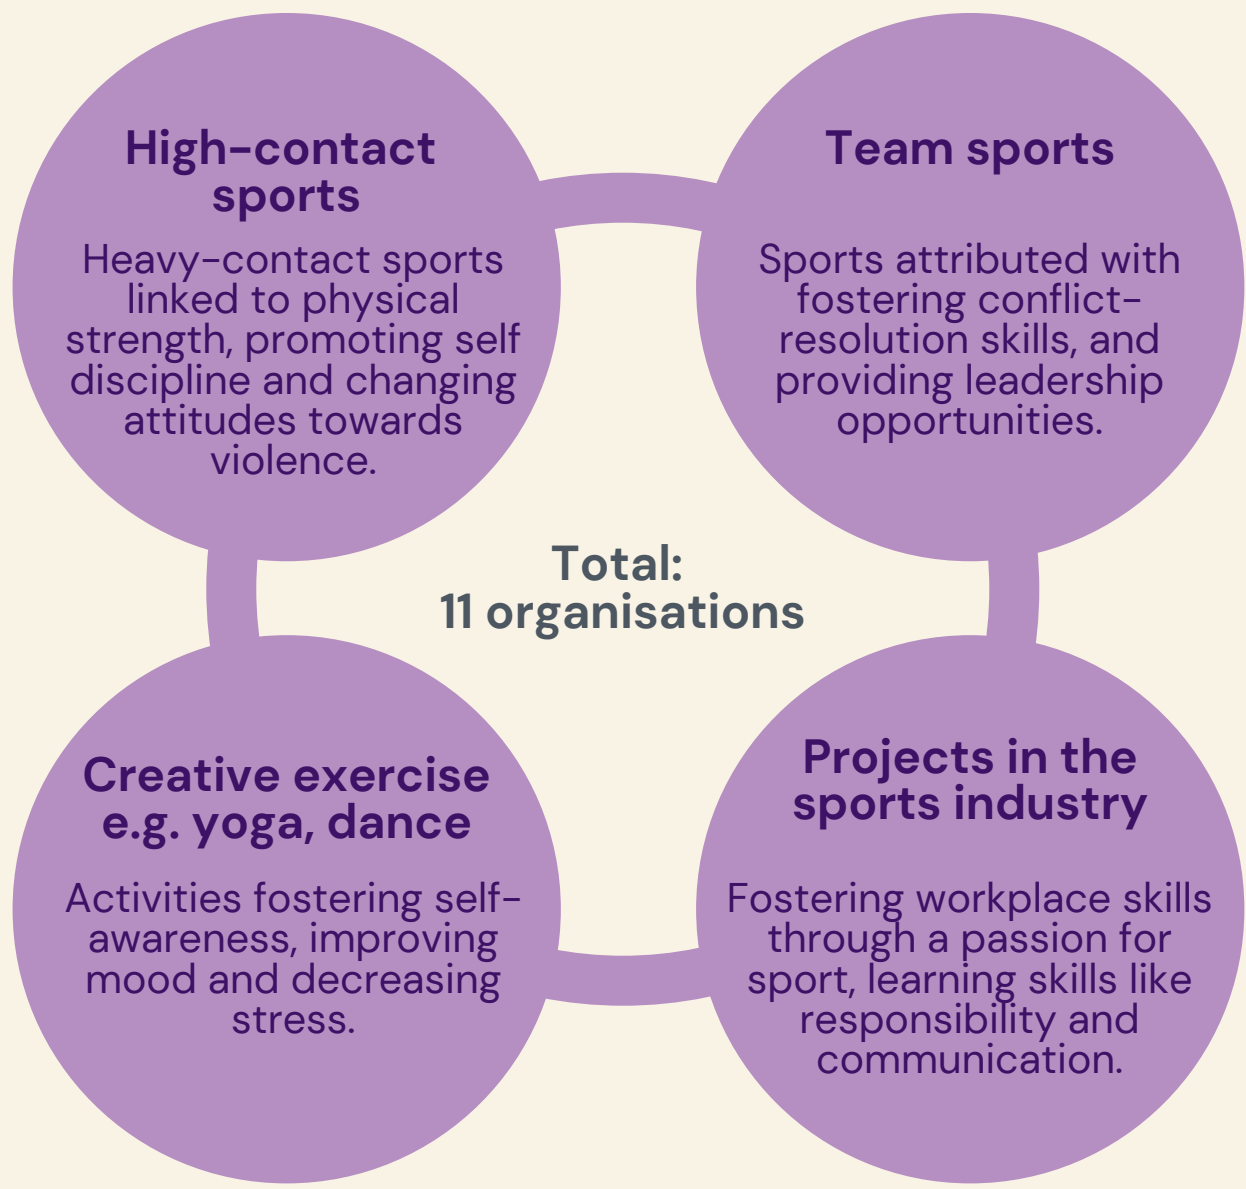 High-contact
sports
Heavy-contact sports
linked to physical
strength, promoting self
discipline and changing
attitudes towards
violence.
Team sports
Sports attributed with
fostering conflict-
resolution skills, and
providing leadership
opportunities.
Total:
11 organisations
Creative exercise
e.g. yoga, dance
Activities fostering self-
awareness, improving
mood and decreasing
stress.
Projects in the
sports industry
Fostering workplace skills
through a passion for
sport, learning skills like
responsibility and
communication.